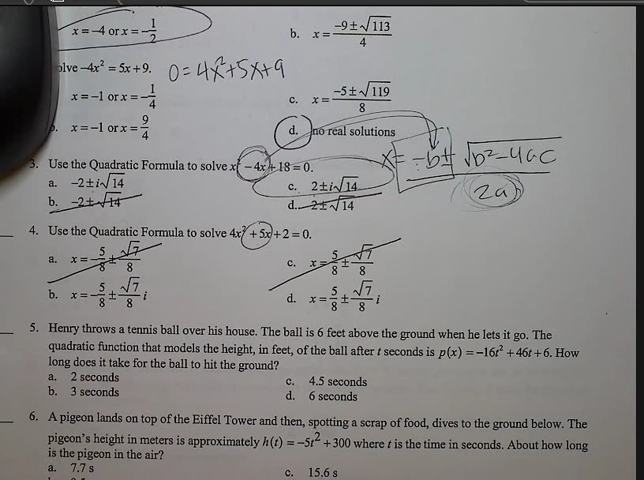 x = -4 or x = -1/2
b. x = (-9 ± √113)/4
olve -4x² = 5x + 9. 0 = 4x² + 5x + 9
x = -1 or x = -1/4
c. x = (-5 ± √119)/8
x = -1 or x = 9/4
d. no real solutions
x = -b ± √b² - 4ac / 2a
3. Use the Quadratic Formula to solve x² - 4x + 18 = 0.
a. -2 ± i√14
c. 2 ± i√14
b. -2 ± √14
d. 2 ± √14
4. Use the Quadratic Formula to solve 4x² + 5x + 2 = 0.
a. x = -5/8 ± √7/8
c. x = 5/8 ± √7/8
b. x = -5/8 ± √7/8 i
d. x = 5/8 ± √7/8 i
5. Henry throws a tennis ball over his house. The ball is 6 feet above the ground when he lets it go. The
quadratic function that models the height, in feet, of the ball after t seconds is p(x) = -16t² + 46t + 6. How
long does it take for the ball to hit the ground?
a. 2 seconds
c. 4.5 seconds
b. 3 seconds
d. 6 seconds
6. A pigeon lands on top of the Eiffel Tower and then, spotting a scrap of food, dives to the ground below. The
pigeon's height in meters is approximately h(t) = -5t² + 300 where t is the time in seconds. About how long
is the pigeon in the air?
a. 7.7 s
c. 15.6 s